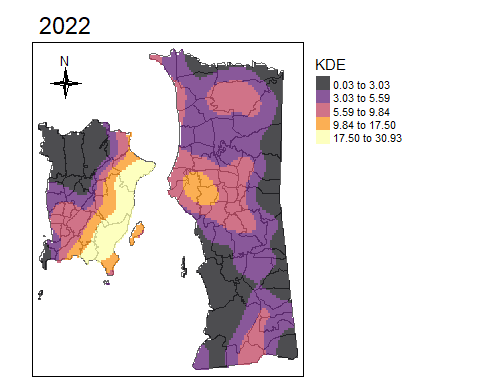 2022
N
KDE
0.03 to 3.03
3.03 to 5.59
5.59 to 9.84
9.84 to 17.50
17.50 to 30.93